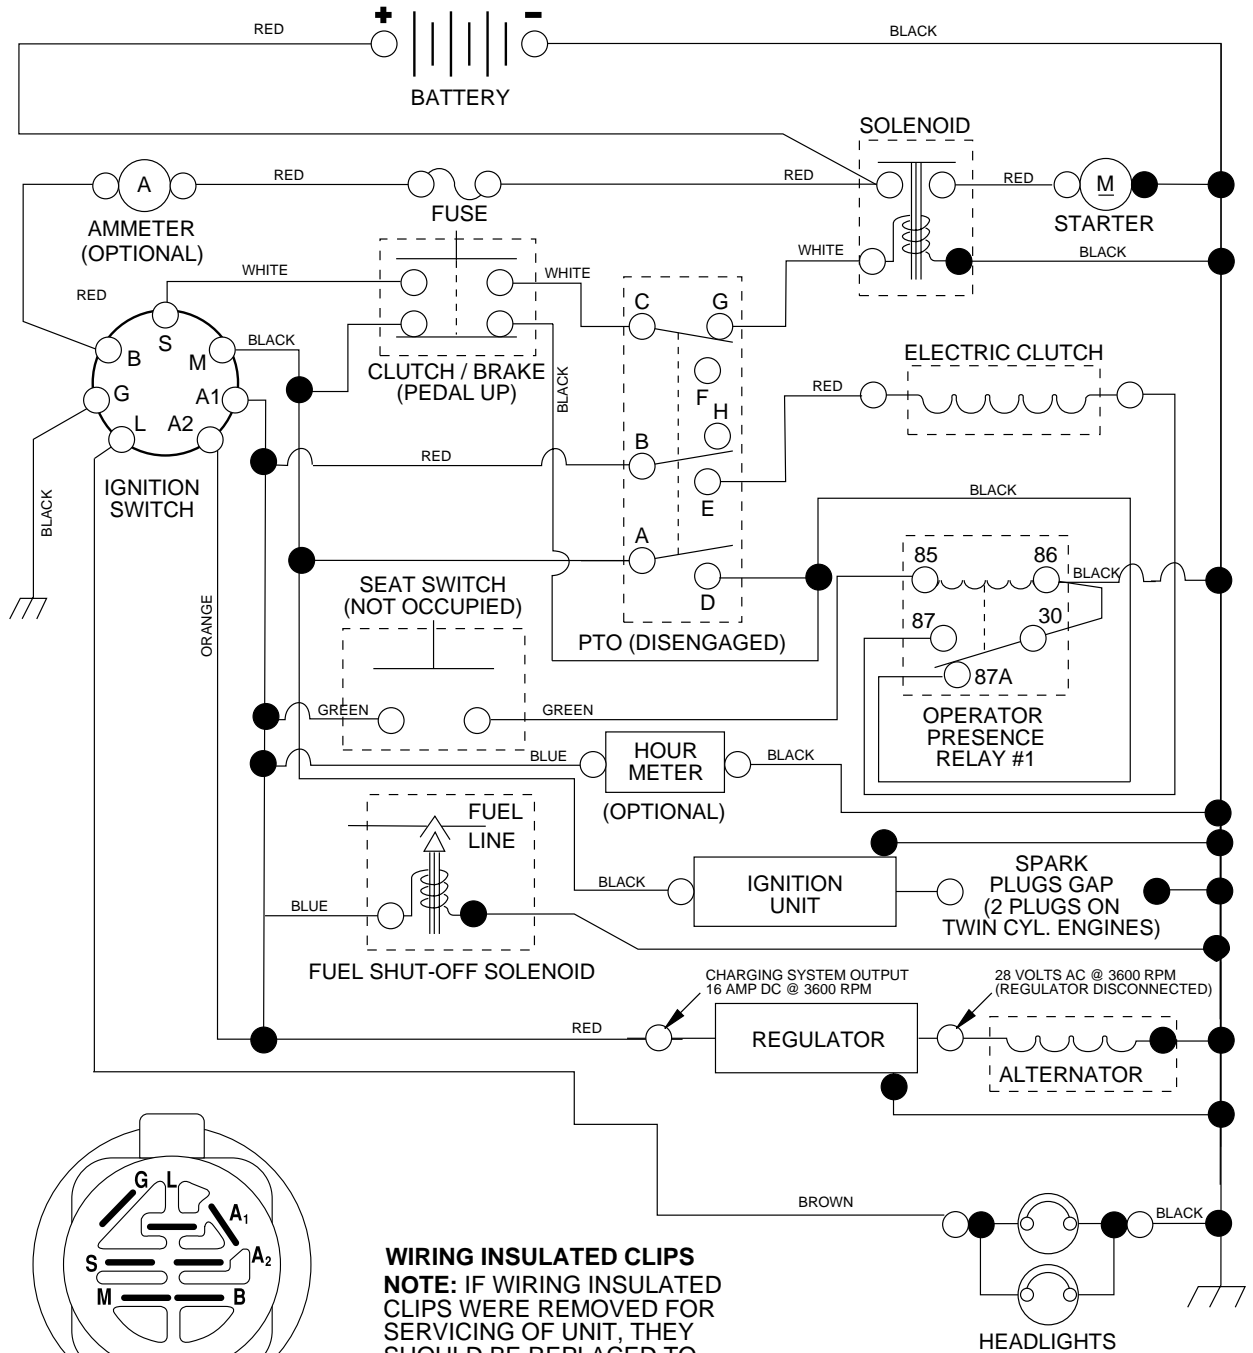 + -
RED
BLACK
BATTERY
SOLENOID
A
RED
RED
RED
M
AMMETER
(OPTIONAL)
FUSE
STARTER
WHITE
BLACK
WHITE
WHITE
RED
S
B
M
BLACK
G
A1
L
A2
CLUTCH / BRAKE
(PEDAL UP)
BLACK
C
G
F
H
B
E
A
D
ELECTRIC CLUTCH
RED
RED
IGNITION
SWITCH
BLACK
BLACK
85
86
BLACK
87
30
87A
ORANGE
SEAT SWITCH
(NOT OCCUPIED)
PTO (DISENGAGED)
GREEN
GREEN
OPERATOR
PRESENCE
RELAY #1
BLUE
HOUR
METER
BLACK
(OPTIONAL)
FUEL
LINE
BLUE
BLACK
IGNITION
UNIT
SPARK
PLUGS GAP
(2 PLUGS ON
TWIN CYL. ENGINES)
FUEL SHUT-OFF SOLENOID
CHARGING SYSTEM OUTPUT
16 AMP DC @ 3600 RPM
28 VOLTS AC @ 3600 RPM
(REGULATOR DISCONNECTED)
RED
REGULATOR
ALTERNATOR
BROWN
BLACK
HEADLIGHTS
G
L
A1
S
A2
M
B
WIRING INSULATED CLIPS
NOTE: IF WIRING INSULATED
CLIPS WERE REMOVED FOR
SERVICING OF UNIT, THEY
SHOULD BE REPLACED TO